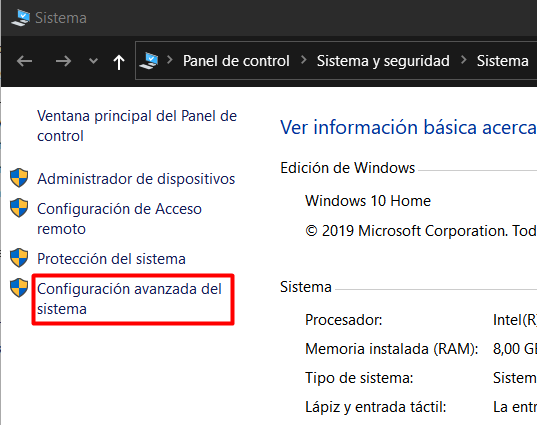 Sistema
Panel de control
Sistema y seguridad
Sistema
Ventana principal del Panel de
control
Administrador de dispositivos
Configuración de Acceso
remoto
Protección del sistema
Configuración avanzada del
sistema
Ver información básica acerca
Edición de Windows
Windows 10 Home
© 2019 Microsoft Corporation. Tod
Sistema
Procesador: Intel(R)
Memoria instalada (RAM): 8,00 GB
Tipo de sistema: Sistem
Lápiz y entrada táctil: La entr